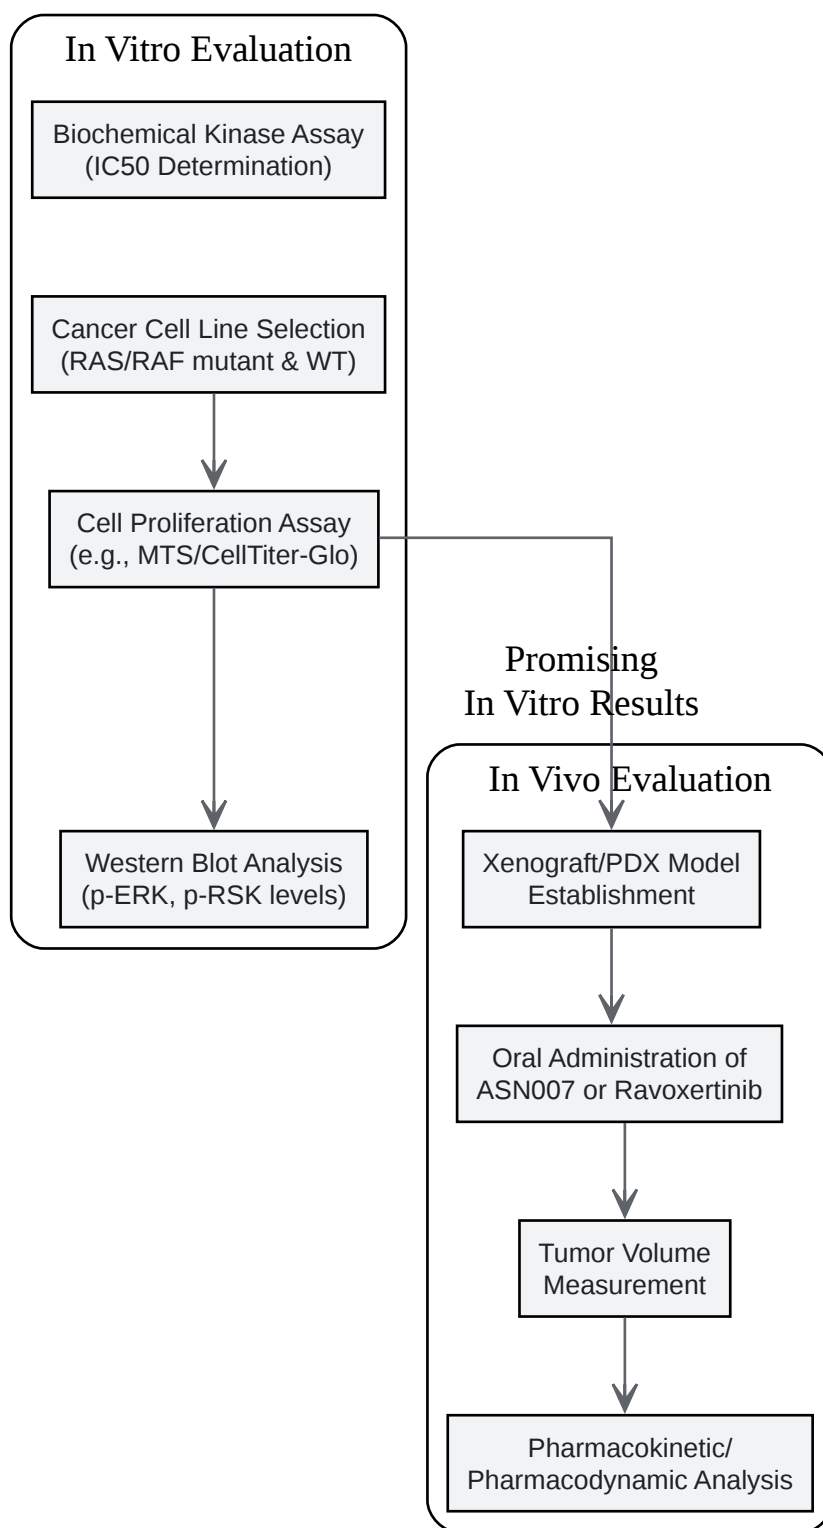 In Vitro Evaluation
Biochemical Kinase Assay
(IC50 Determination)
Cancer Cell Line Selection
(RAS/RAF mutant & WT)
Cell Proliferation Assay
(e.g., MTS/CellTiter-Glo)
Promising
In Vitro Results
In Vivo Evaluation
Western Blot Analysis
(p-ERK, p-RSK levels)
Xenograft/PDX Model
Establishment
Oral Administration of
ASN007 or Ravoxertinib
Tumor Volume
Measurement
Pharmacokinetic/
Pharmacodynamic Analysis